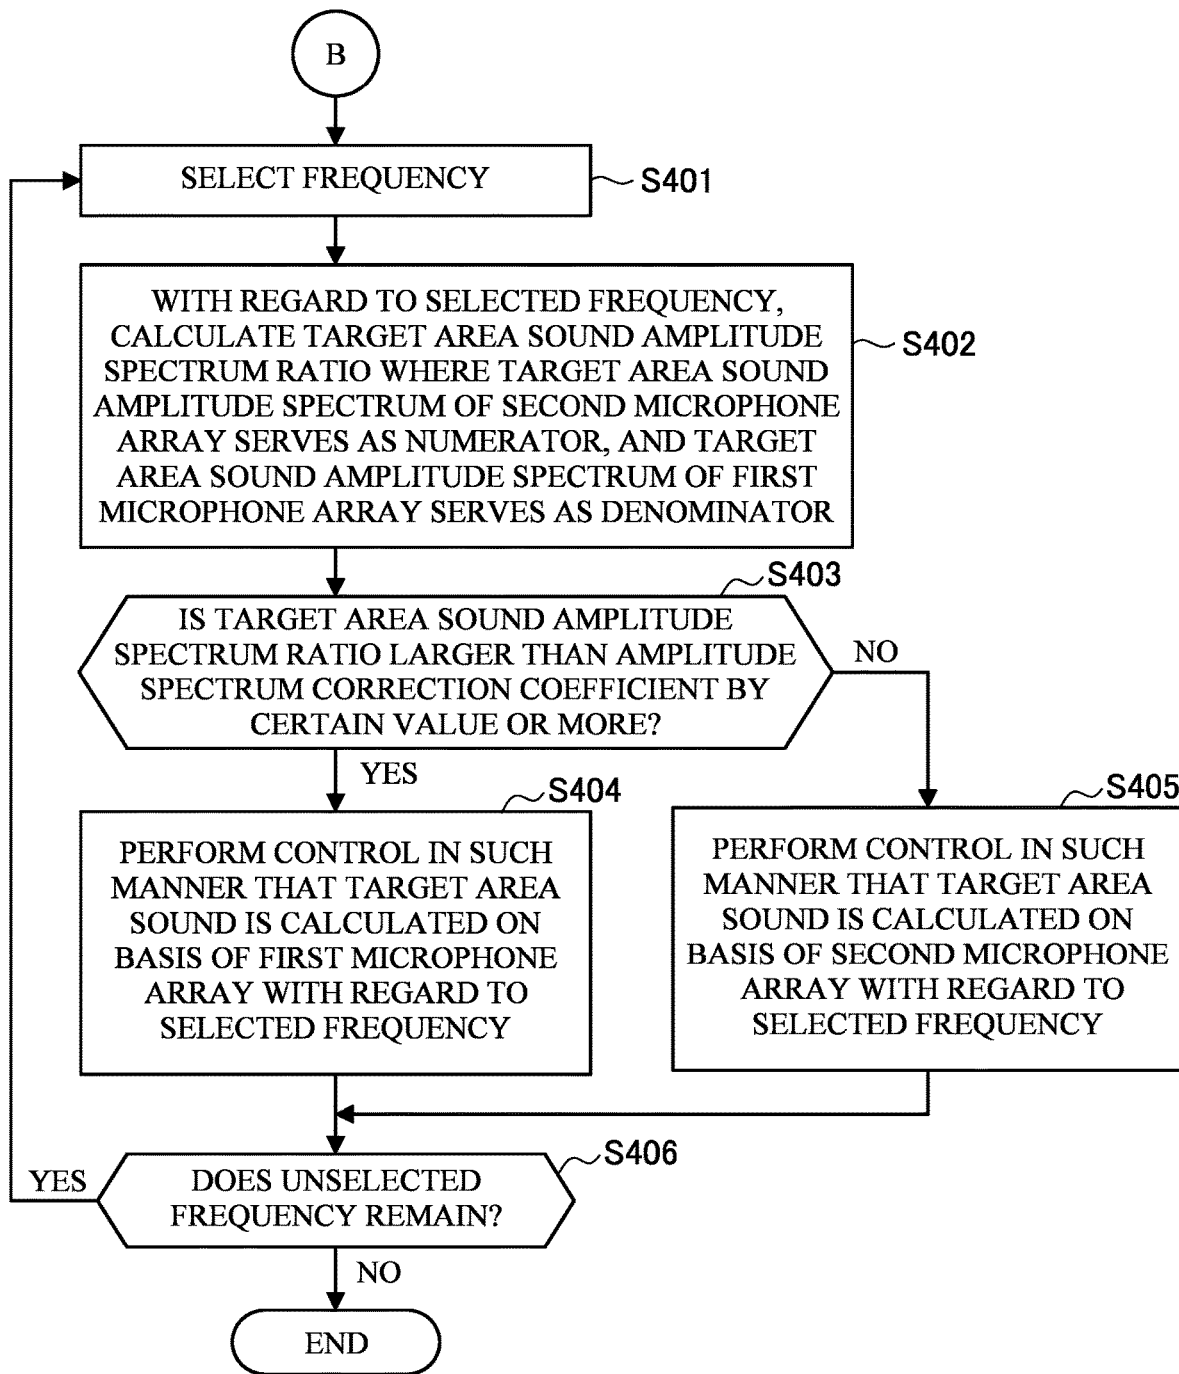 B
SELECT FREQUENCY
S401
WITH REGARD TO SELECTED FREQUENCY,
CALCULATE TARGET AREA SOUND AMPLITUDE
SPECTRUM RATIO WHERE TARGET AREA SOUND
AMPLITUDE SPECTRUM OF SECOND MICROPHONE
ARRAY SERVES AS NUMERATOR, AND TARGET
AREA SOUND AMPLITUDE SPECTRUM OF FIRST
MICROPHONE ARRAY SERVES AS DENOMINATOR
S402
S403
IS TARGET AREA SOUND AMPLITUDE
SPECTRUM RATIO LARGER THAN AMPLITUDE
SPECTRUM CORRECTION COEFFICIENT BY
CERTAIN VALUE OR MORE?
NO
YES
S404
PERFORM CONTROL IN SUCH
MANNER THAT TARGET AREA
SOUND IS CALCULATED ON
BASIS OF FIRST MICROPHONE
ARRAY WITH REGARD TO
SELECTED FREQUENCY
S405
PERFORM CONTROL IN SUCH
MANNER THAT TARGET AREA
SOUND IS CALCULATED ON
BASIS OF SECOND MICROPHONE
ARRAY WITH REGARD TO
SELECTED FREQUENCY
S406
YES
DOES UNSELECTED
FREQUENCY REMAIN?
NO
END